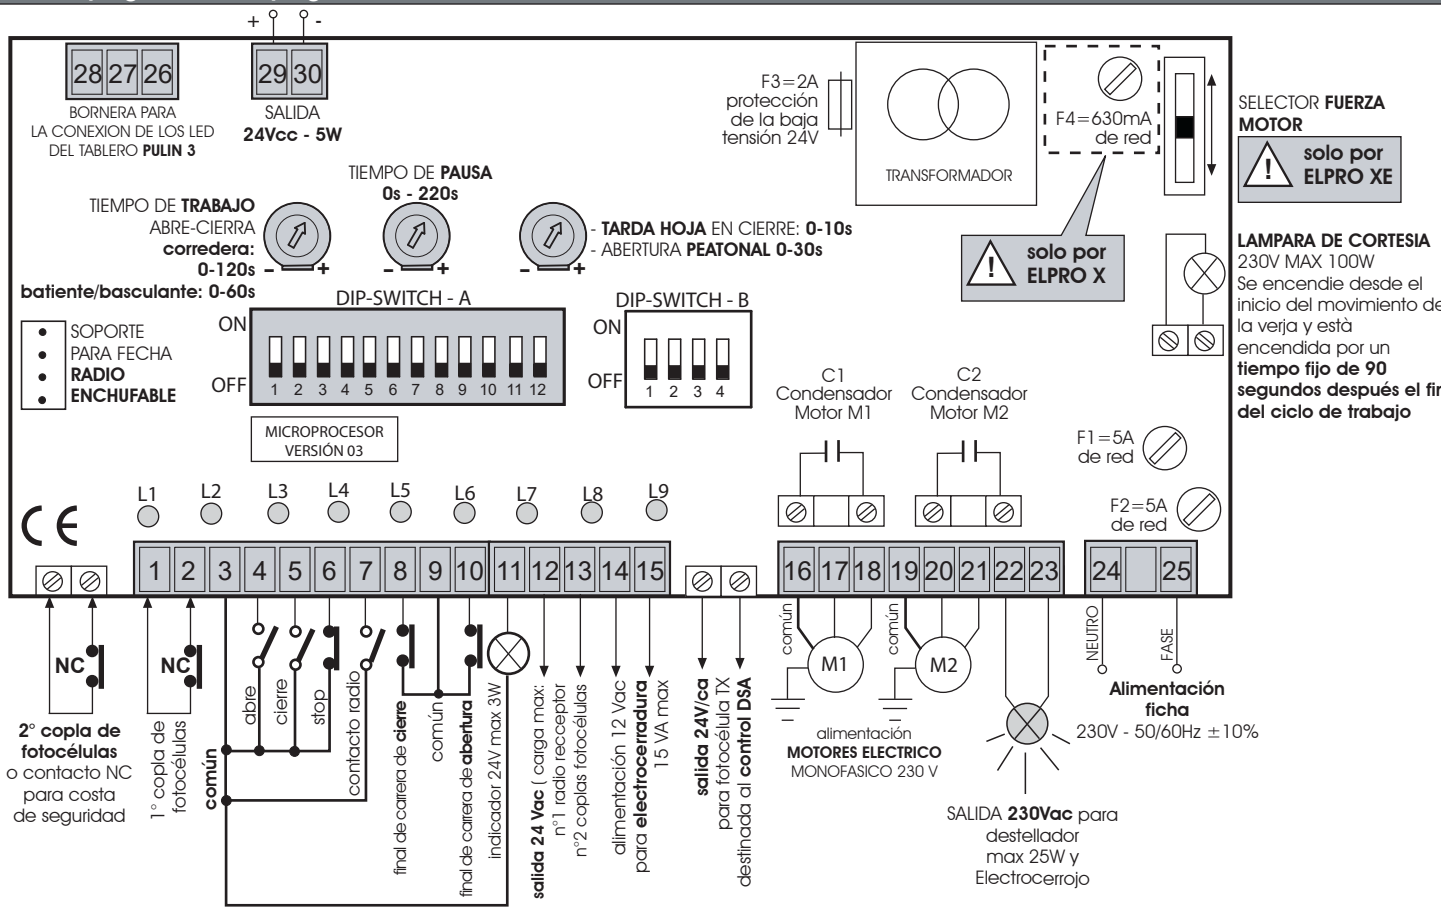 + -
28 27 26
BORNERA PARA
LA CONEXION DE LOS LED
DEL TABLERO PULIN 3
29 30
SALIDA
24Vcc - 5W
F3=2A
protección
de la baja
tensión 24V
TRANSFORMADOR
F4=630mA
de red
! solo por
ELPRO X
SELECTOR FUERZA
MOTOR
! solo por
ELPRO XE
TIEMPO DE TRABAJO
ABRE-CIERRA
corredera:
0-120s
batiente/basculante: 0-60s
- +
TIEMPO DE PAUSA
0s - 220s
- +
- TARDA HOJA EN CIERRE: 0-10s
- ABERTURA PEATONAL 0-30s
- +
LAMPARA DE CORTESIA
230V MAX 100W
Se encendie desde el
inicio del movimiento de
la verja y està
encendida por un
tiempo fijo de 90
segundos después el fin
del ciclo de trabajo
SOPORTE
PARA FECHA
RADIO
ENCHUFABLE
DIP-SWITCH - A
ON
OFF
1 2 3 4 5 6 7 8 9 10 11 12
DIP-SWITCH - B
ON
OFF
1 2 3 4
MICROPROCESOR
VERSIÓN 03
C1
Condensador
Motor M1
C2
Condensador
Motor M2
F1=5A
de red
F2=5A
de red
L1 L2 L3 L4 L5 L6 L7 L8 L9
CE
1 2 3 4 5 6 7 8 9 10 11 12 13 14 15
16 17 18 19 20 21 22 23
24 25
NC
2° copla de
fotocélulas
o contacto NC
para costa
de seguridad
NC
1° copla de
fotocélulas
común
abre
cierre
stop
contacto radio
final de carrera de cierre
común
final de carrera de abertura
indicador 24V max 3W
salida 24 Vac ( carga max:
n°1 radio recceptor
n°2 coplas fotocélulas
alimentación 12 Vac
para electrocerradura
15 VA max
salida 24V/ca
para fotocélula TX
destinada al control DSA
común
M1
común
M2
alimentación
MOTORES ELECTRICO
MONOFASICO 230 V
SALIDA 230Vac para
destellador
max 25W y
Electrocerrojo
NEUTRO
FASE
Alimentación
ficha
230V - 50/60Hz ±10%